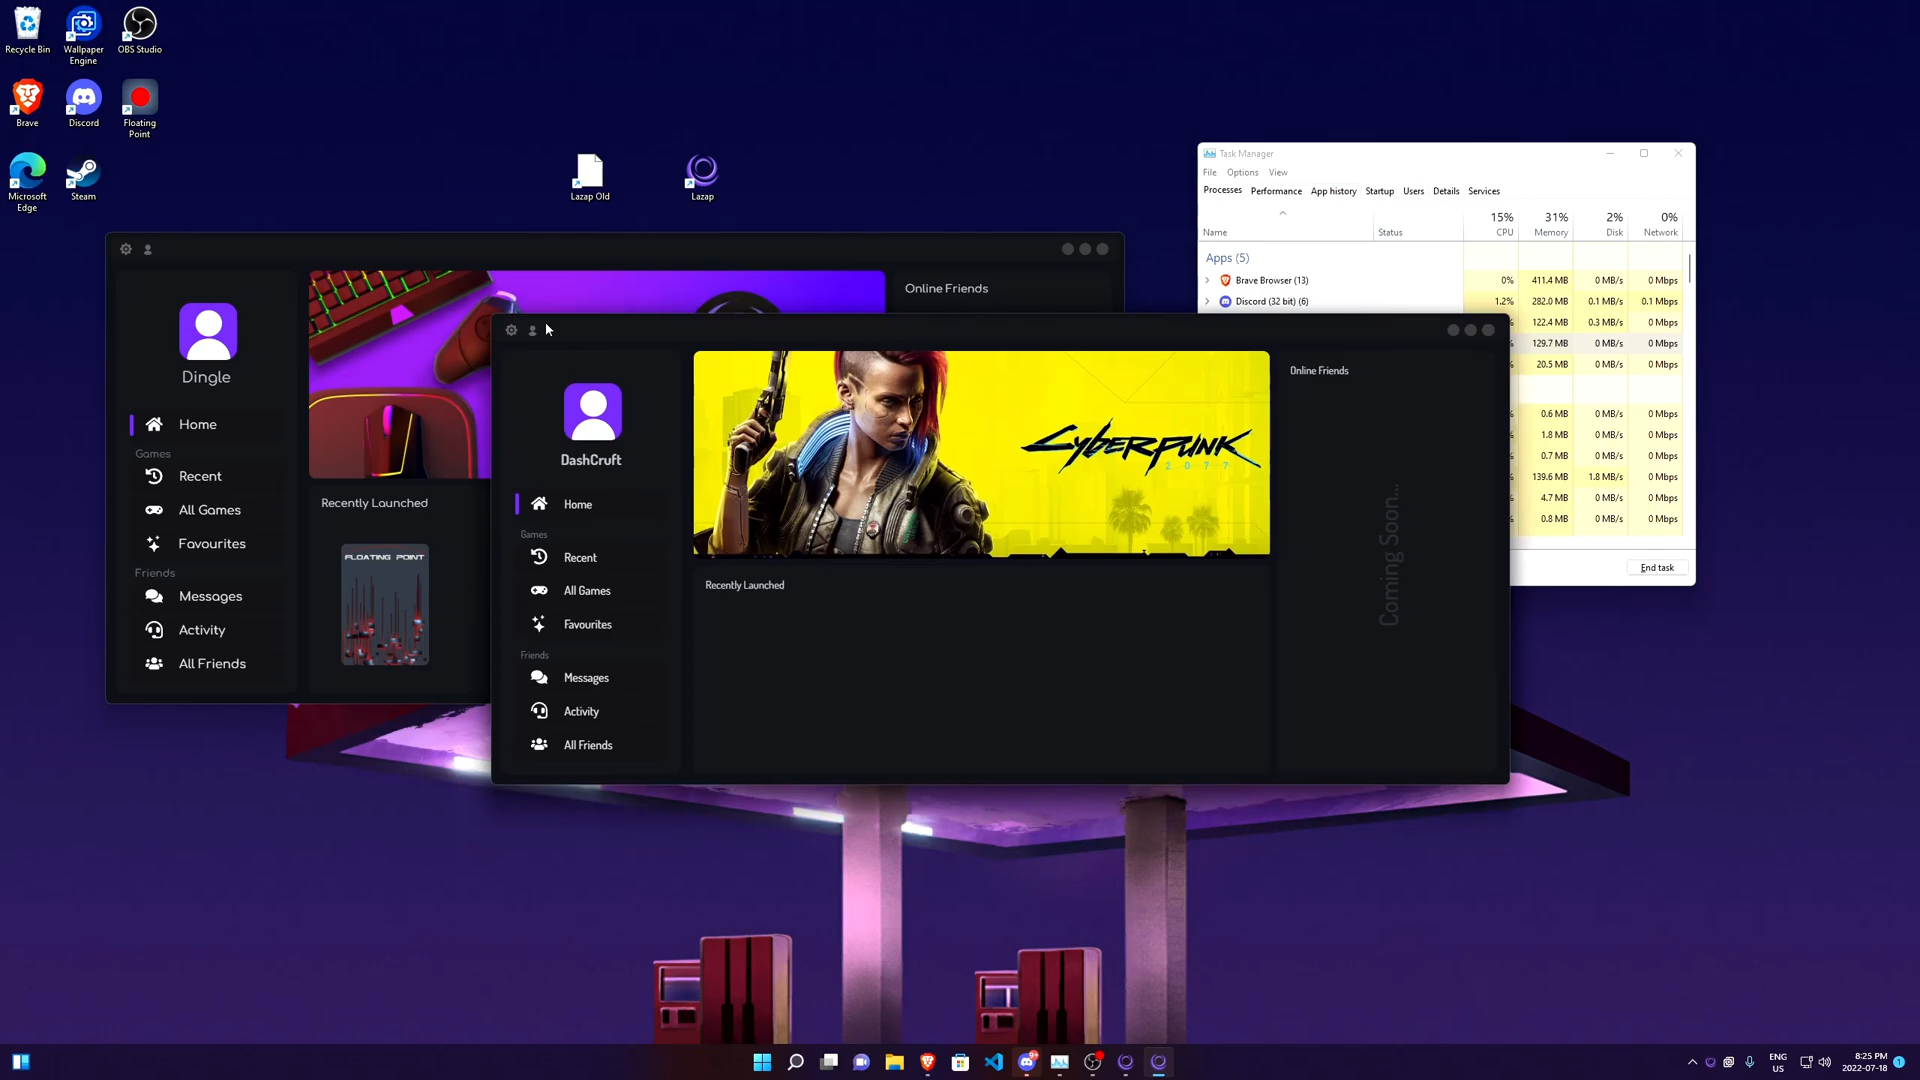 Recycle Bin
Wallpaper
Engine
OBS Studio
Brave
Discord
Floating
Point
Microsoft
Edge
Steam
Lazap Old
Lazap
Task Manager
File Options View
Processes Performance App history Startup Users Details Services
15% 31% 2% 0%
Name Status CPU Memory Disk Network
Apps (5)
Brave Browser (13) 0% 411.4 MB 0 MB/s 0 Mbps
Discord (32 bit) (6) 1.2% 282.0 MB 0.1 MB/s 0.1 Mbps
% 122.4 MB 0.3 MB/s 0 Mbps
% 129.7 MB 0 MB/s 0 Mbps
% 20.5 MB 0 MB/s 0 Mbps
% 0.6 MB 0 MB/s 0 Mbps
% 1.8 MB 0 MB/s 0 Mbps
% 0.7 MB 0 MB/s 0 Mbps
% 139.6 MB 1.8 MB/s 0 Mbps
% 4.7 MB 0 MB/s 0 Mbps
% 0.8 MB 0 MB/s 0 Mbps
End task
Dingle
Home
Games
Recent
All Games
Favourites
Friends
Messages
Activity
All Friends
Online Friends
Recently Launched
FLOATING POINT
DashCruft
Home
Games
Recent
All Games
Favourites
Friends
Messages
Activity
All Friends
CYBERPUNK
2077
Recently Launched
Online Friends
Coming Soon...
9+
ENG
US
8:25 PM
2022-07-18
1